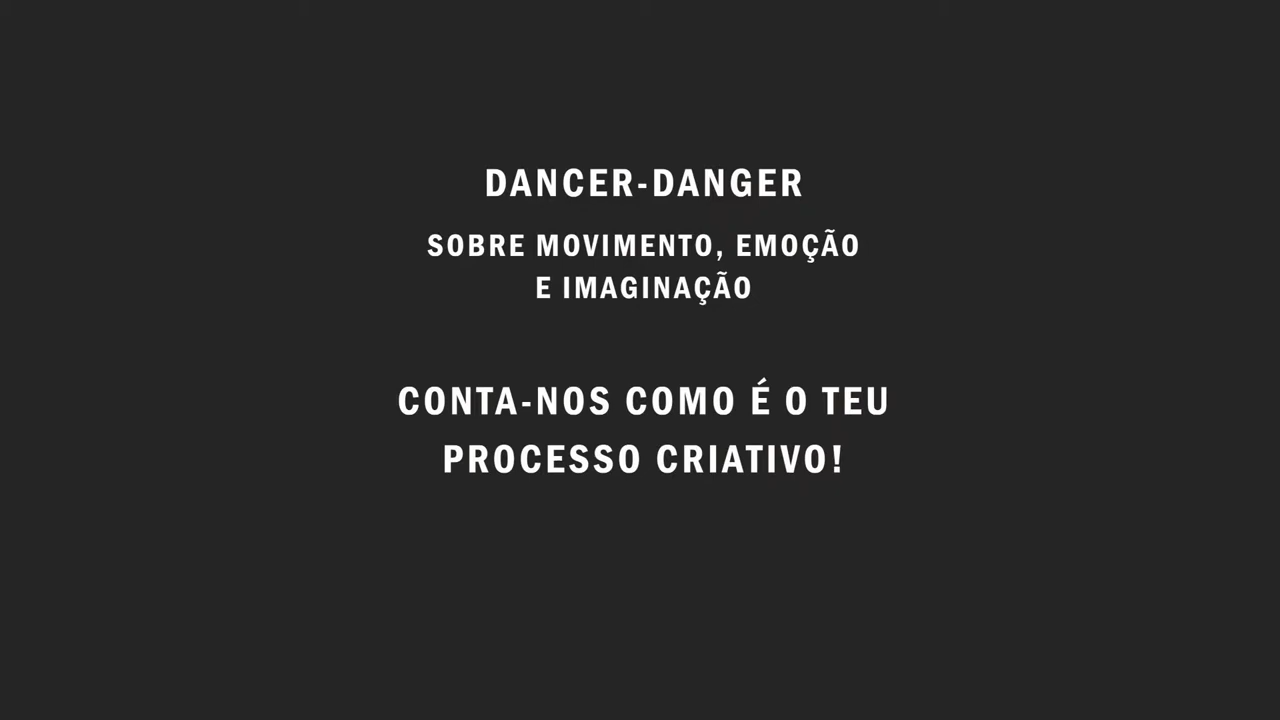 DANCER-DANGER
SOBRE MOVIMENTO, EMOÇÃO
E IMAGINAÇÃO
CONTA-NOS COMO É O TEU
PROCESSO CRIATIVO!